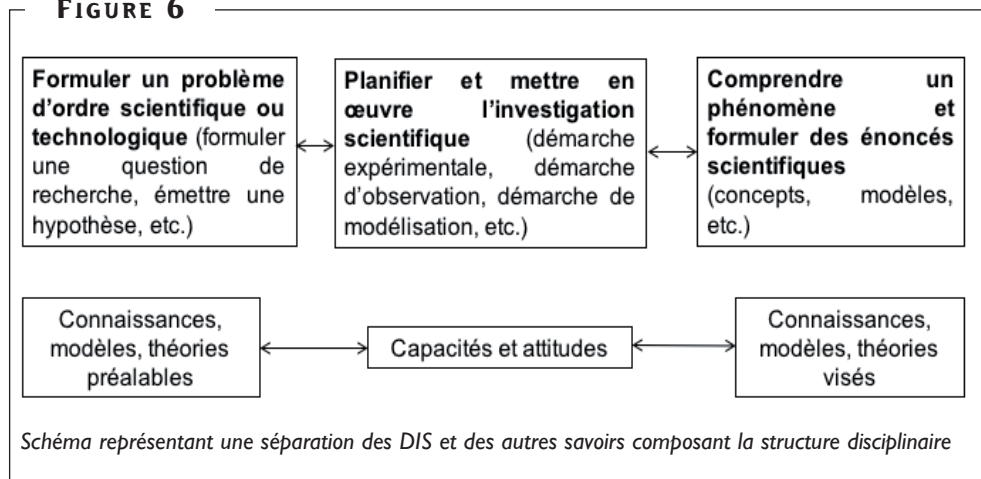 FIGURE 6
Formuler un problème
d'ordre scientifique ou
technologique (formuler
une question de
recherche, émettre une
hypothèse, etc.)
Planifier et mettre en
œuvre l'investigation
scientifique (démarche
expérimentale, démarche
d'observation, démarche de
modélisation, etc.)
Comprendre un
phénomène et
formuler des énoncés
scientifiques
(concepts, modèles,
etc.)
Connaissances,
modèles, théories
préalables
Capacités et attitudes
Connaissances,
modèles, théories
visés
Schéma représentant une séparation des DIS et des autres savoirs composant la structure disciplinaire